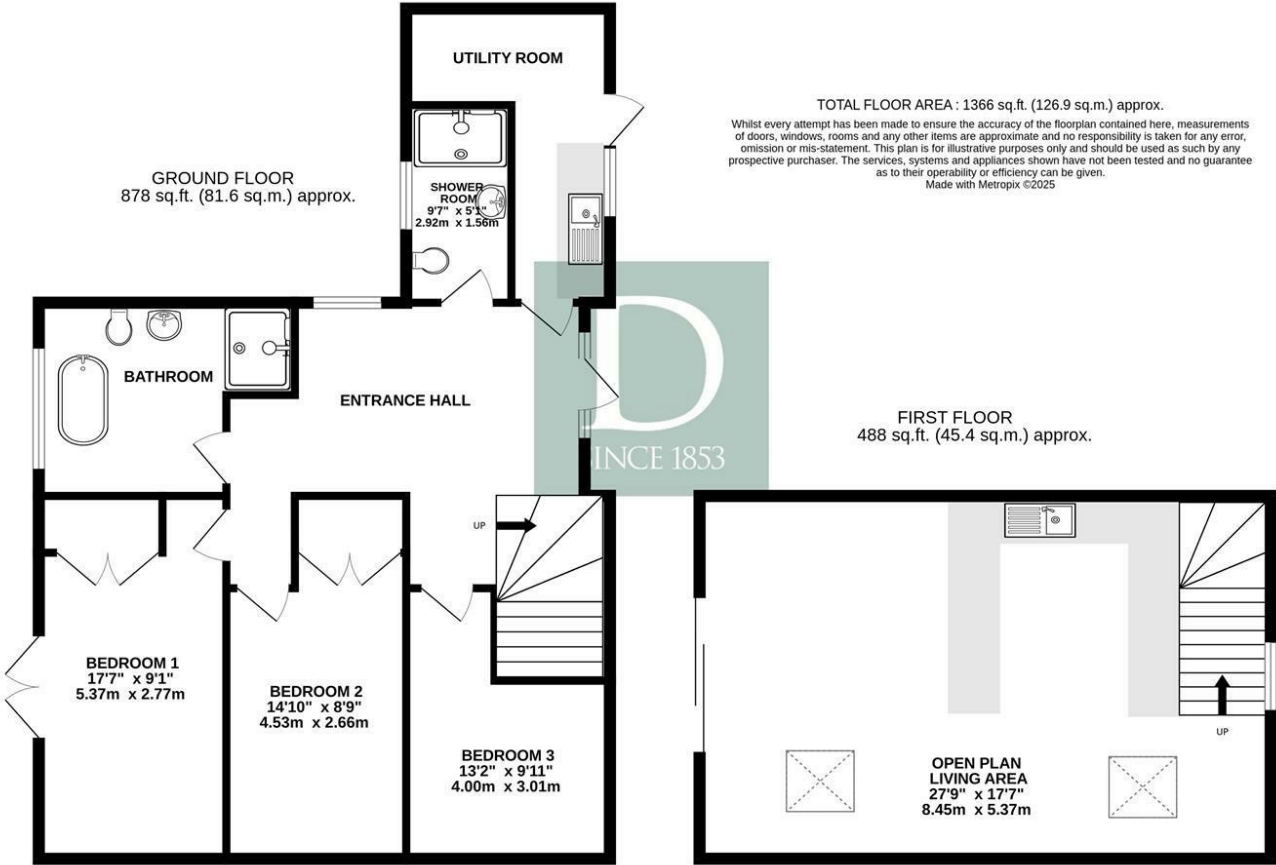 UTILITY ROOM
TOTAL FLOOR AREA : 1366 sq.ft. (126.9 sq.m.) approx.
Whilst every attempt has been made to ensure the accuracy of the floorplan contained here, measurements
of doors, windows, rooms and any other items are approximate and no responsibility is taken for any error,
omission or mis-statement. This plan is for illustrative purposes only and should be used as such by any
prospective purchaser. The services, systems and appliances shown have not been tested and no guarantee
as to their operability or efficiency can be given.
Made with Metropix ©2025
GROUND FLOOR
878 sq.ft. (81.6 sq.m.) approx.
SHOWER
ROOM
9'7" x 5'1"
2.92m x 1.56m
BATHROOM
ENTRANCE HALL
D
SINCE 1853
FIRST FLOOR
488 sq.ft. (45.4 sq.m.) approx.
UP
BEDROOM 1
17'7" x 9'1"
5.37m x 2.77m
BEDROOM 2
14'10" x 8'9"
4.53m x 2.66m
BEDROOM 3
13'2" x 9'11"
4.00m x 3.01m
UP
OPEN PLAN
LIVING AREA
27'9" x 17'7"
8.45m x 5.37m